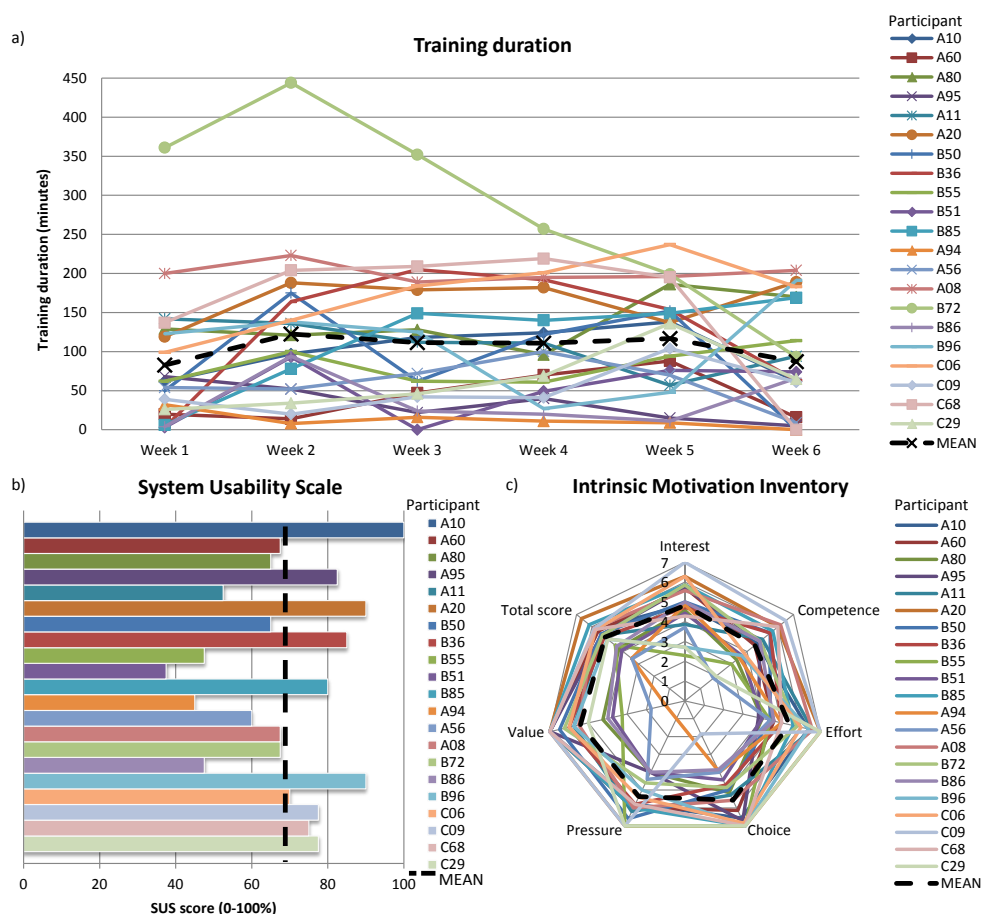 a)
Training duration
Training duration (minutes)
450
400
350
300
250
200
150
100
50
0
Week 1 Week 2 Week 3 Week 4 Week 5 Week 6
Participant
A10
A60
A80
A95
A11
A20
B50
B36
B55
B51
B85
A94
A56
A08
B72
B86
B96
C06
C09
C68
C29
MEAN
b)
System Usability Scale
Participant
A10
A60
A80
A95
A11
A20
B50
B36
B55
B51
B85
A94
A56
A08
B72
B86
B96
C06
C09
C68
C29
MEAN
0 20 40 60 80 100
SUS score (0-100%)
c)
Intrinsic Motivation Inventory
Interest
Competence
Effort
Choice
Pressure
Value
Total score
7
6
5
4
3
2
1
0
Participant
A10
A60
A80
A95
A11
A20
B50
B36
B55
B51
B85
A94
A56
A08
B72
B86
B96
C06
C09
C68
C29
MEAN